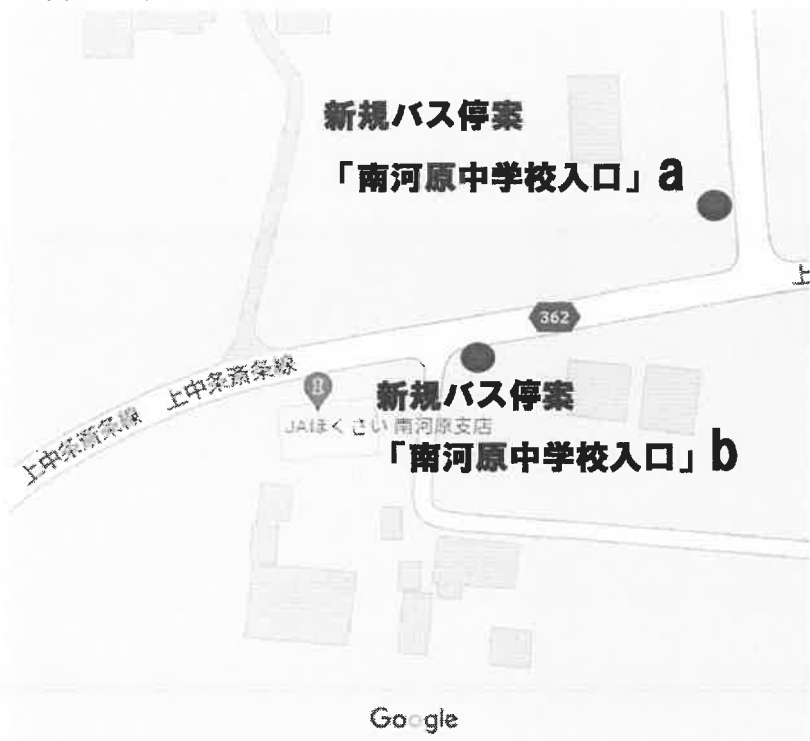 新規バス停案
「南河原中学校入口」a
上
362
上中条斎条線
上中条斎条線
新規バス停案
JAほくさい 南河原支店
「南河原中学校入口」b
Google